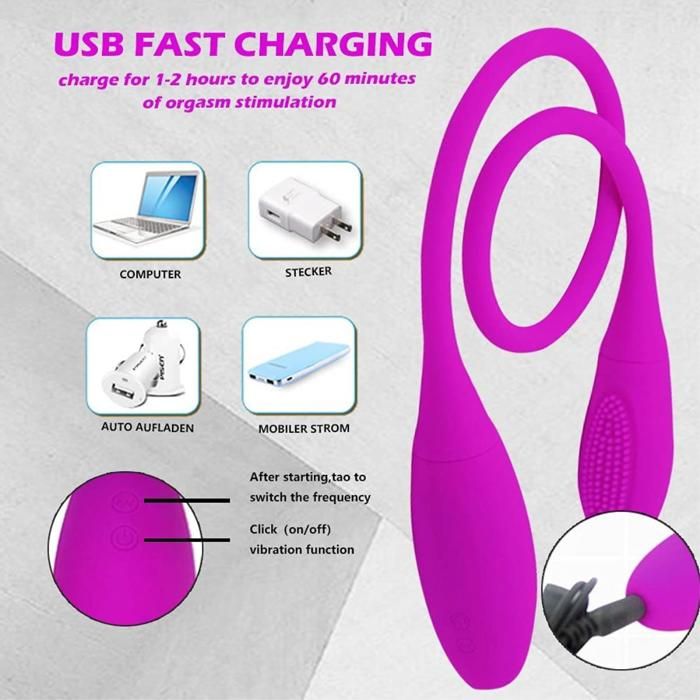 USB FAST CHARGING
charge for 1-2 hours to enjoy 60 minutes
of orgasm stimulation
COMPUTER
STECKER
AUTO AUFLADEN
MOBILER STROM
After starting,tao to
switch the frequency
Click (on/off)
vibration function